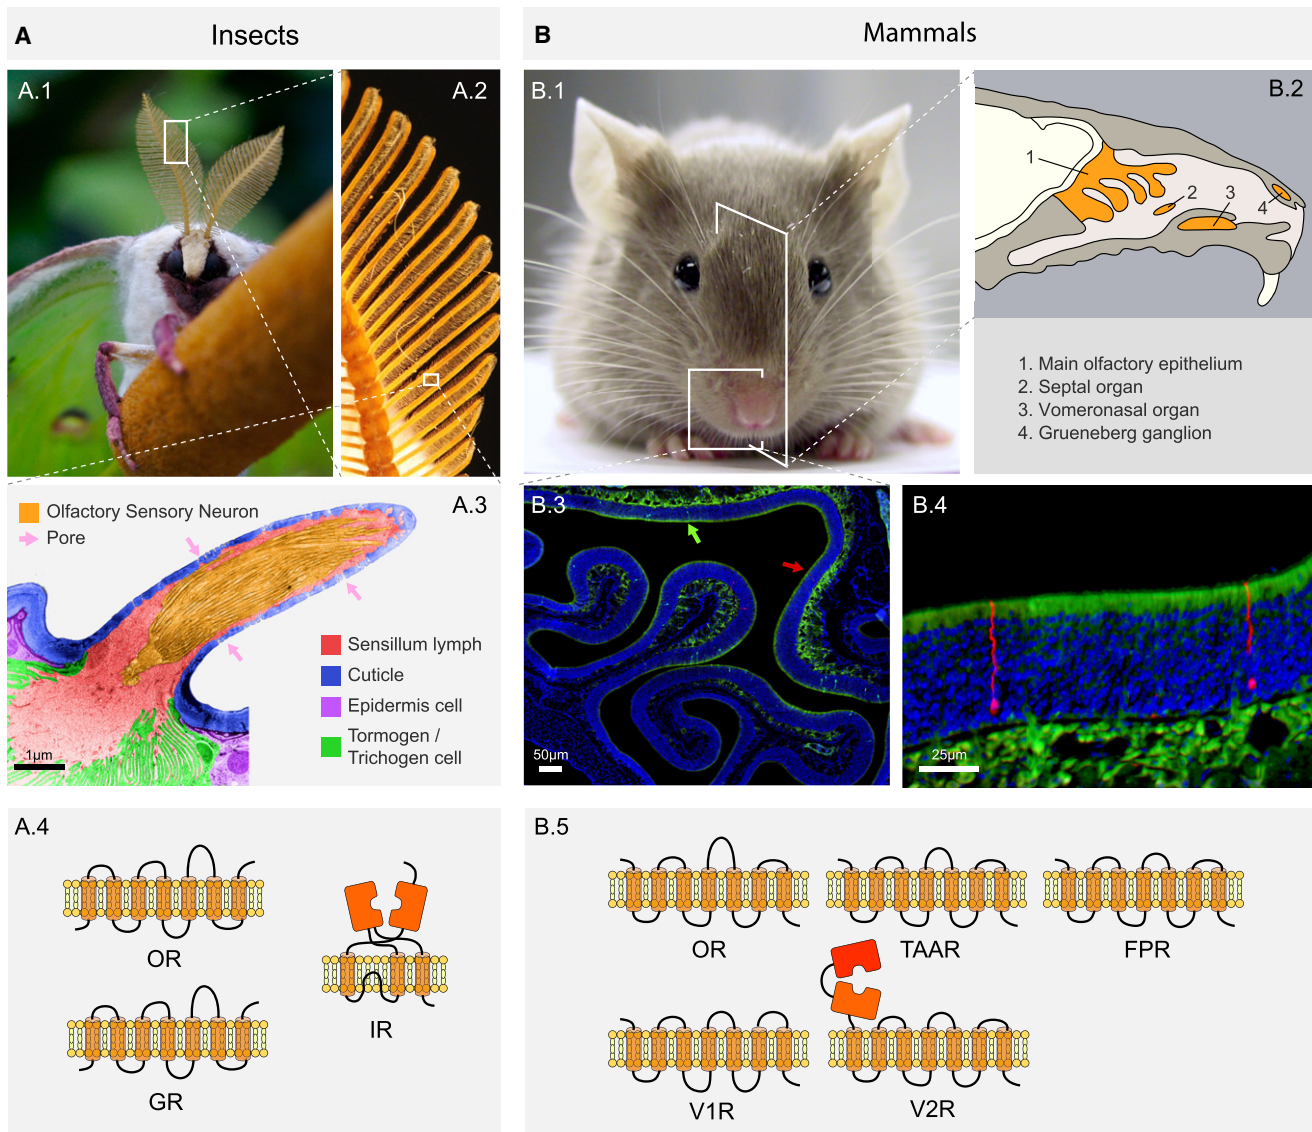 A
Insects
B
Mammals
A.1
A.2
B.1
B.2
1
2
3
4
1. Main olfactory epithelium
2. Septal organ
3. Vomeronasal organ
4. Grueneberg ganglion
A.3
Olfactory Sensory Neuron
Pore
Sensillum lymph
Cuticle
Epidermis cell
Tormogen /
Trichogen cell
1µm
B.3
50µm
B.4
25µm
A.4
OR
IR
GR
B.5
OR
TAAR
FPR
V1R
V2R